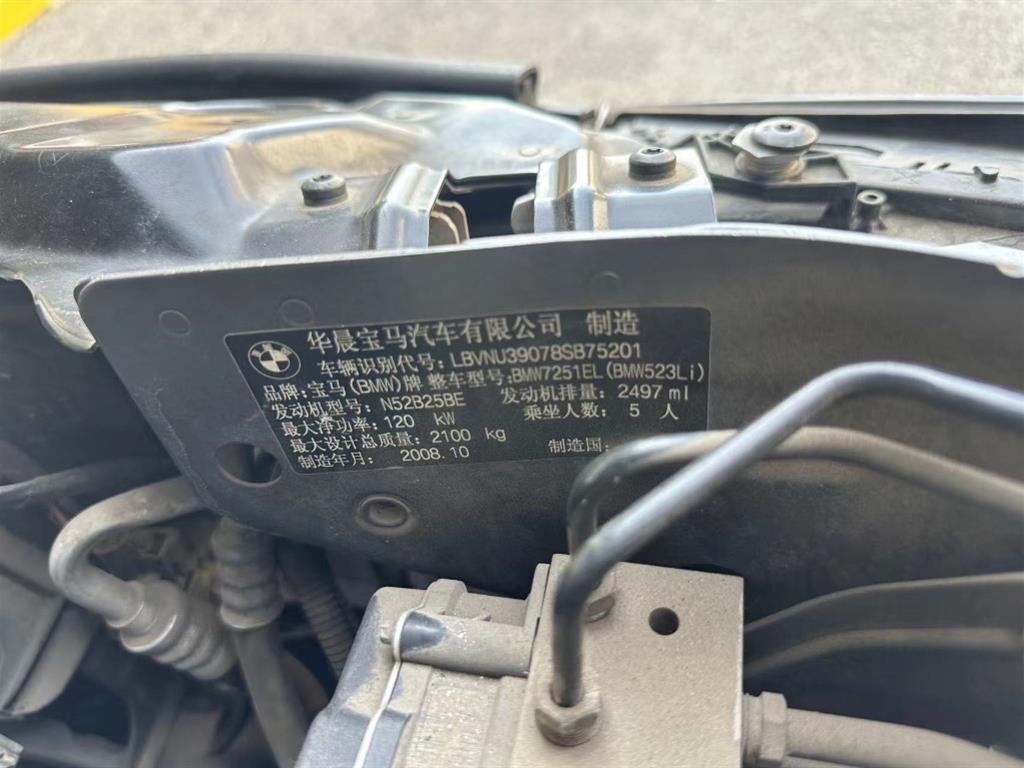 BMW
华晨宝马汽车有限公司 制造
车辆识别代号: LBVNU39078SB75201
品牌: 宝马(BMW)牌 整车型号: BMW7251EL(BMW523Li)
发动机型号: N52B25BE 发动机排量: 2497 ml
最大净功率: 120 kW 乘坐人数: 5 人
最大设计总质量: 2100 kg 制造国:
制造年月: 2008.10